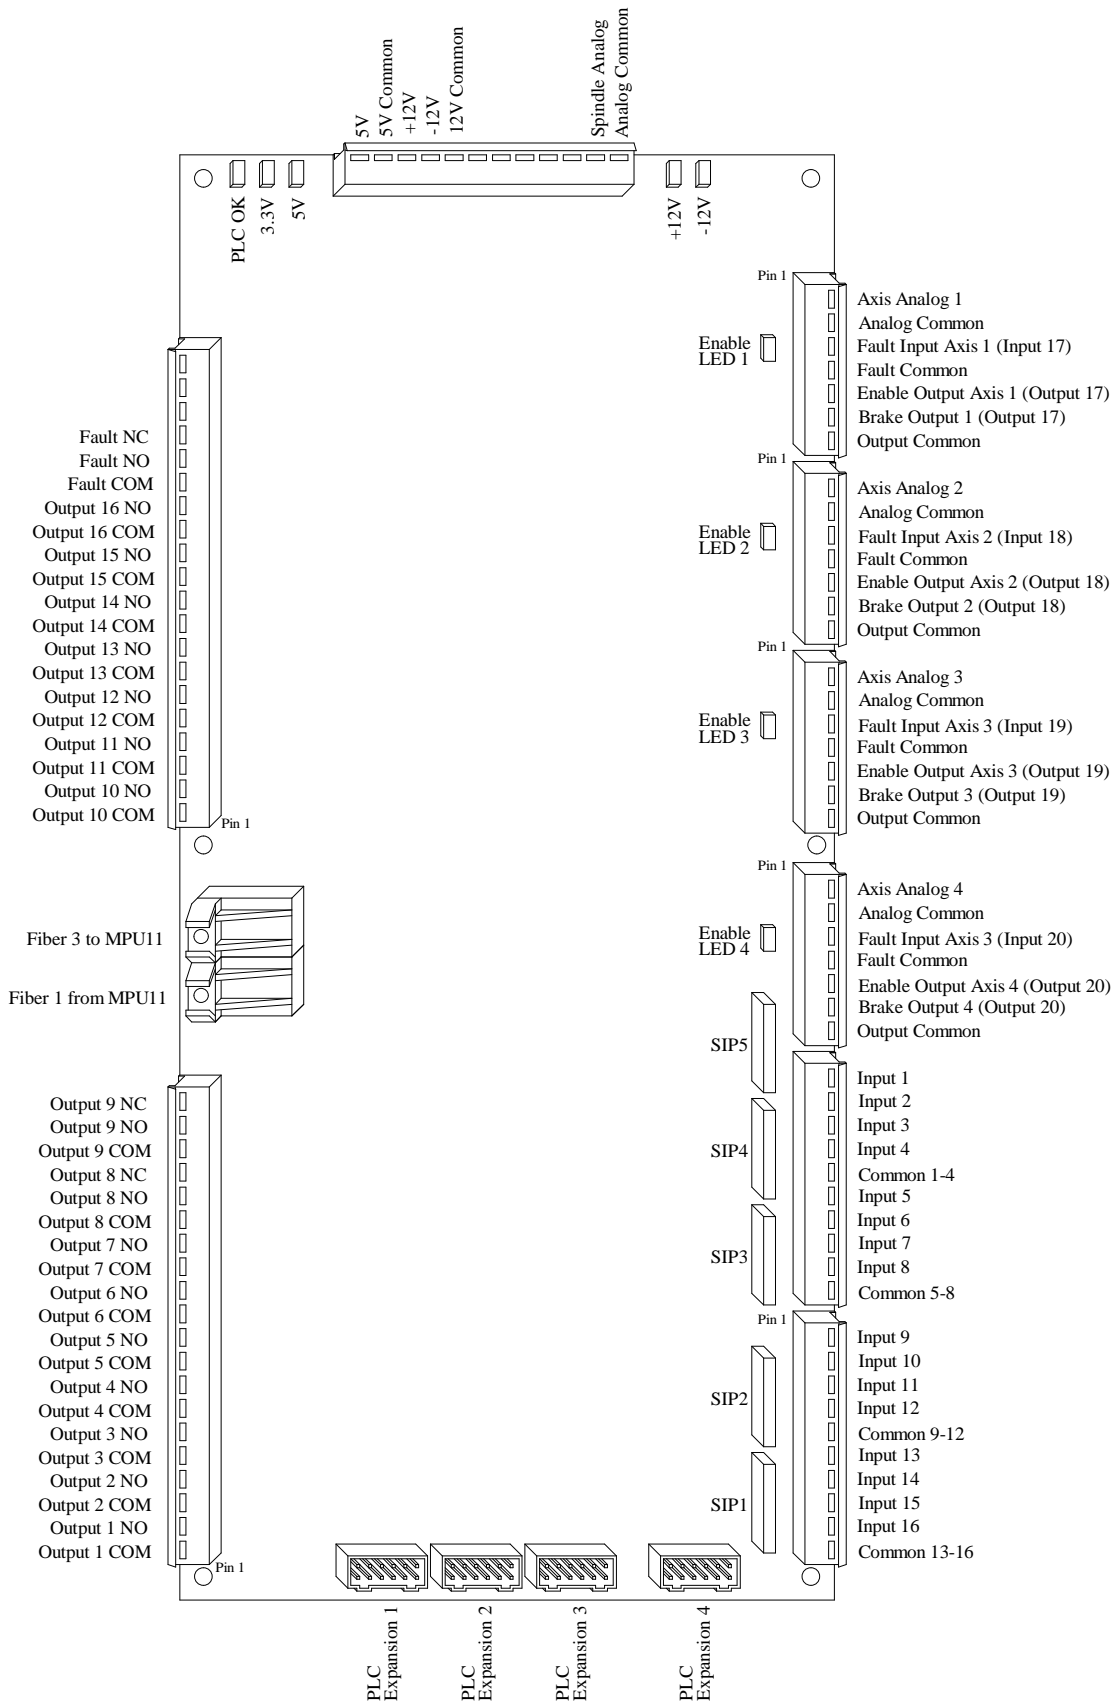 5V
5V Common
+12V
-12V
12V Common
Spindle Analog
Analog Common
PLC OK
3.3V
5V
+12V
-12V
Fault NC
Fault NO
Fault COM
Output 16 NO
Output 16 COM
Output 15 NO
Output 15 COM
Output 14 NO
Output 14 COM
Output 13 NO
Output 13 COM
Output 12 NO
Output 12 COM
Output 11 NO
Output 11 COM
Output 10 NO
Output 10 COM
Pin 1
Fiber 3 to MPU11
Fiber 1 from MPU11
Output 9 NC
Output 9 NO
Output 9 COM
Output 8 NC
Output 8 NO
Output 8 COM
Output 7 NO
Output 7 COM
Output 6 NO
Output 6 COM
Output 5 NO
Output 5 COM
Output 4 NO
Output 4 COM
Output 3 NO
Output 3 COM
Output 2 NO
Output 2 COM
Output 1 NO
Output 1 COM
Pin 1
Pin 1
Enable
LED 1
Axis Analog 1
Analog Common
Fault Input Axis 1 (Input 17)
Fault Common
Enable Output Axis 1 (Output 17)
Brake Output 1 (Output 17)
Output Common
Pin 1
Enable
LED 2
Axis Analog 2
Analog Common
Fault Input Axis 2 (Input 18)
Fault Common
Enable Output Axis 2 (Output 18)
Brake Output 2 (Output 18)
Output Common
Pin 1
Enable
LED 3
Axis Analog 3
Analog Common
Fault Input Axis 3 (Input 19)
Fault Common
Enable Output Axis 3 (Output 19)
Brake Output 3 (Output 19)
Output Common
Pin 1
Enable
LED 4
Axis Analog 4
Analog Common
Fault Input Axis 3 (Input 20)
Fault Common
Enable Output Axis 4 (Output 20)
Brake Output 4 (Output 20)
Output Common
SIP5
SIP4
SIP3
Input 1
Input 2
Input 3
Input 4
Common 1-4
Input 5
Input 6
Input 7
Input 8
Common 5-8
Pin 1
SIP2
SIP1
Input 9
Input 10
Input 11
Input 12
Common 9-12
Input 13
Input 14
Input 15
Input 16
Common 13-16
PLC
Expansion 1
PLC
Expansion 2
PLC
Expansion 3
PLC
Expansion 4